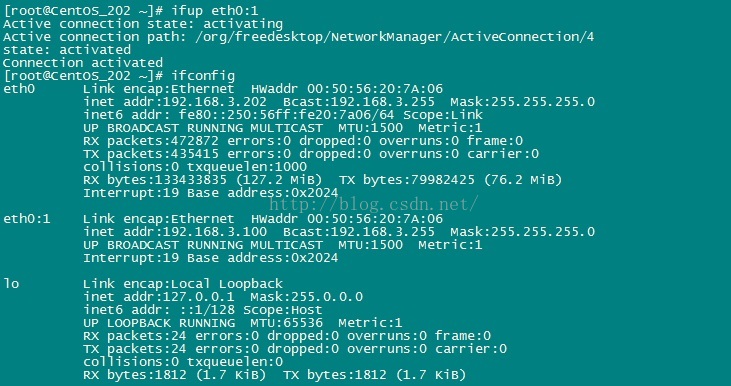 [root@CentOS_202 ~]# ifup eth0:1
Active connection state: activating
Active connection path: /org/freedesktop/NetworkManager/ActiveConnection/4
state: activated
Connection activated
[root@CentOS_202 ~]# ifconfig
eth0      Link encap:Ethernet  HWaddr 00:50:56:20:7A:06
          inet addr:192.168.3.202  Bcast:192.168.3.255  Mask:255.255.255.0
          inet6 addr: fe80::250:56ff:fe20:7a06/64 Scope:Link
          UP BROADCAST RUNNING MULTICAST  MTU:1500  Metric:1
          RX packets:472872 errors:0 dropped:0 overruns:0 frame:0
          TX packets:435415 errors:0 dropped:0 overruns:0 carrier:0
          collisions:0 txqueuelen:1000
          RX bytes:133433835 (127.2 MiB)  TX bytes:79982425 (76.2 MiB)
          Interrupt:19 Base address:0x2024
http://blog.csdn.net/
eth0:1    Link encap:Ethernet  HWaddr 00:50:56:20:7A:06
          inet addr:192.168.3.100  Bcast:192.168.3.255  Mask:255.255.255.0
          UP BROADCAST RUNNING MULTICAST  MTU:1500  Metric:1
          Interrupt:19 Base address:0x2024
lo        Link encap:Local Loopback
          inet addr:127.0.0.1  Mask:255.0.0.0
          inet6 addr: ::1/128 Scope:Host
          UP LOOPBACK RUNNING  MTU:65536  Metric:1
          RX packets:24 errors:0 dropped:0 overruns:0 frame:0
          TX packets:24 errors:0 dropped:0 overruns:0 carrier:0
          collisions:0 txqueuelen:0
          RX bytes:1812 (1.7 KiB)  TX bytes:1812 (1.7 KiB)